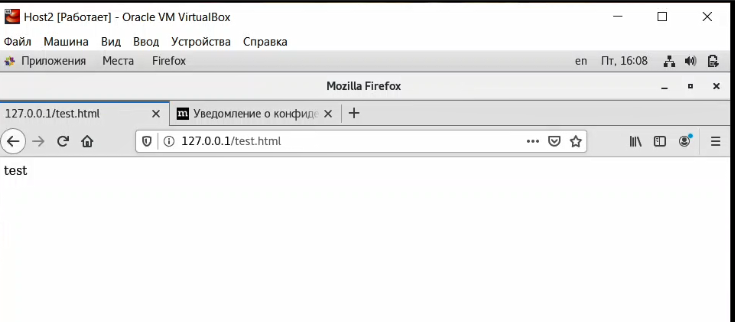 Host2 [Работает] - Oracle VM VirtualBox
Файл Машина Вид Ввод Устройства Справка
Приложения Места Firefox en Пт, 16:08
Mozilla Firefox
127.0.0.1/test.html Уведомление о конфиде
127.0.0.1/test.html
test